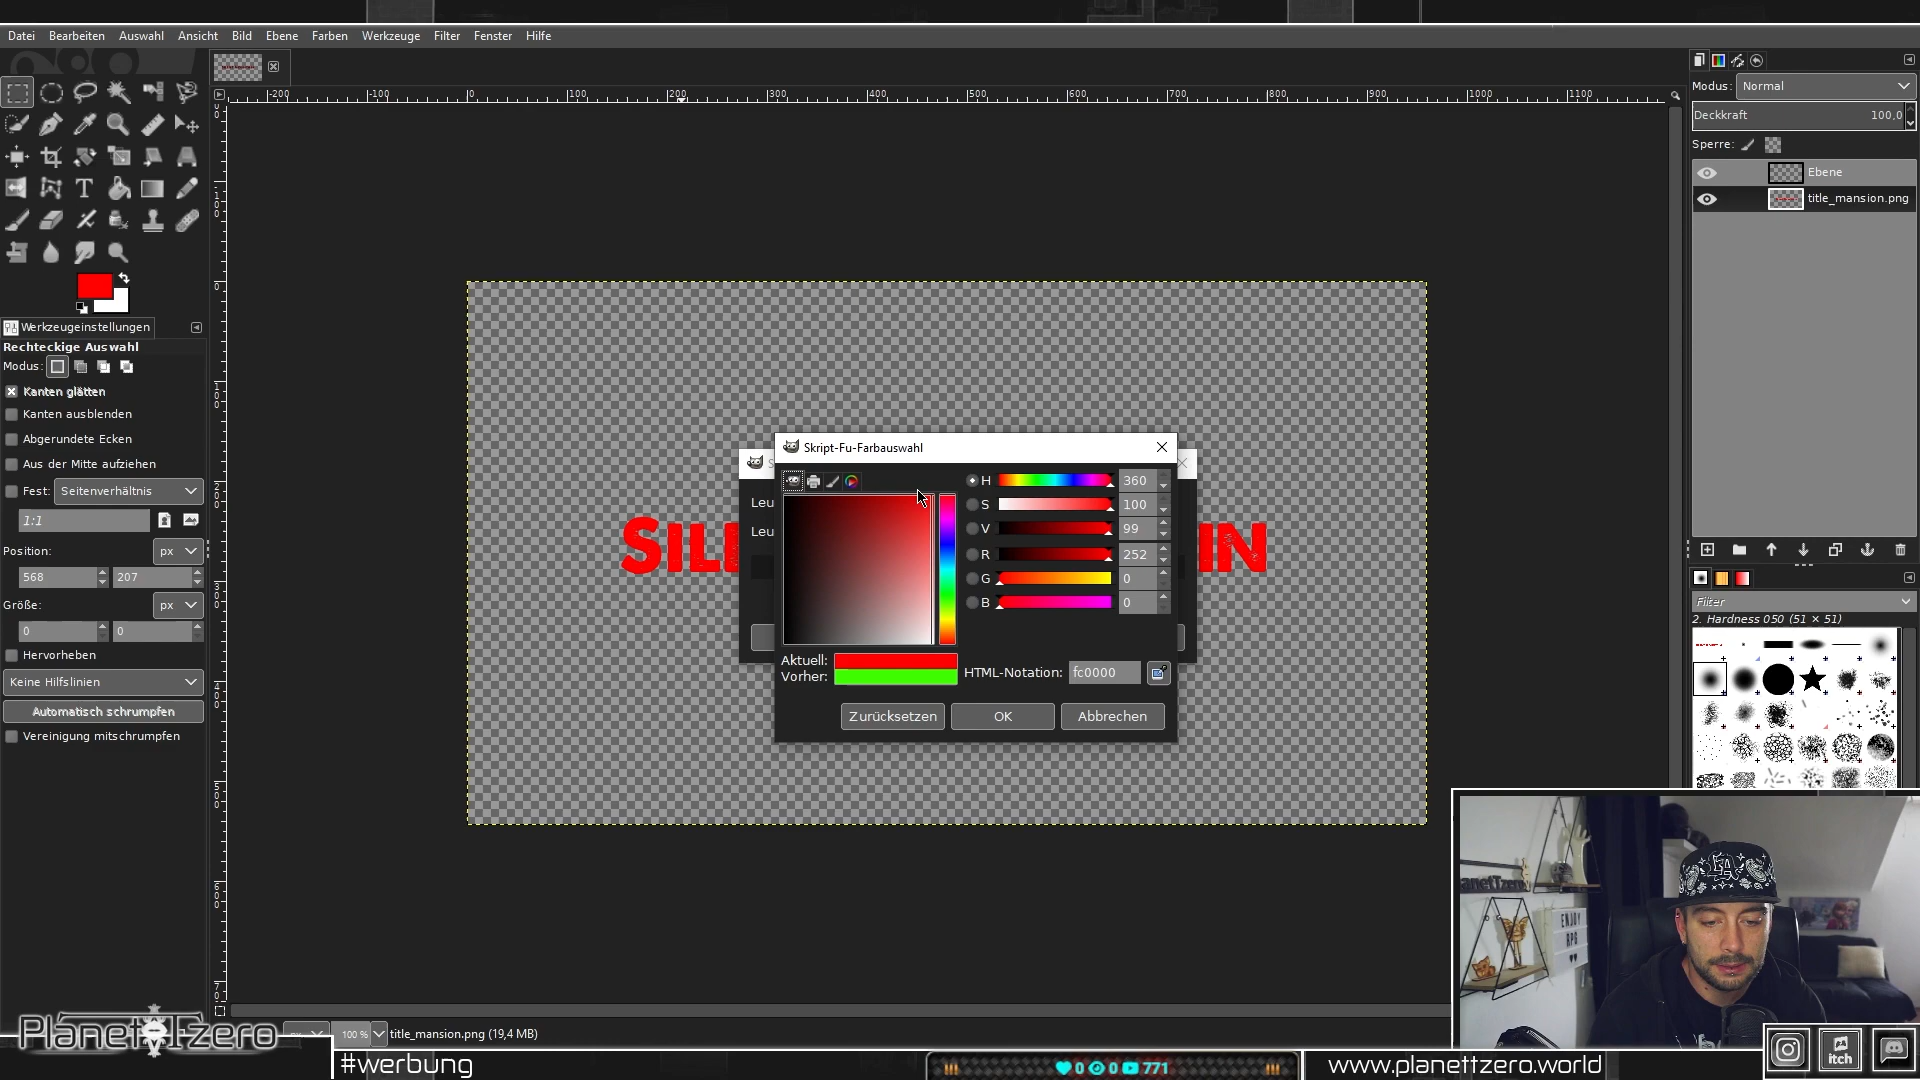 Datei Bearbeiten Auswahl Ansicht Bild Ebene Farben Werkzeuge Filter Fenster Hilfe
-200 -100 0 100 200 300 400 500 600 700 800 900 1000 1100
Modus: Normal
Deckkraft 100,0
Sperre:
Ebene
title_mansion.png
Werkzeugeinstellungen
Rechteckige Auswahl
Modus:
Kanten glätten
Kanten ausblenden
Abgerundete Ecken
Aus der Mitte aufziehen
Fest: Seitenverhältnis
1:1
Position: px
568 207
Größe: px
0 0
Hervorheben
Keine Hilfslinien
Automatisch schrumpfen
Vereinigung mitschrumpfen
Skript-Fu-Farbauswahl
Leu
Leu
SIL
IN
H 360
S 100
V 99
R 252
G 0
B 0
Aktuell:
Vorher:
HTML-Notation: fc0000
Zurücksetzen OK Abbrechen
Filter
2. Hardness 050 (51 × 51)
ENJOY
RPG
PlanetTzero
100 % title_mansion.png (19,4 MB)
#werbung
0 0 771
www.planettzero.world
itch